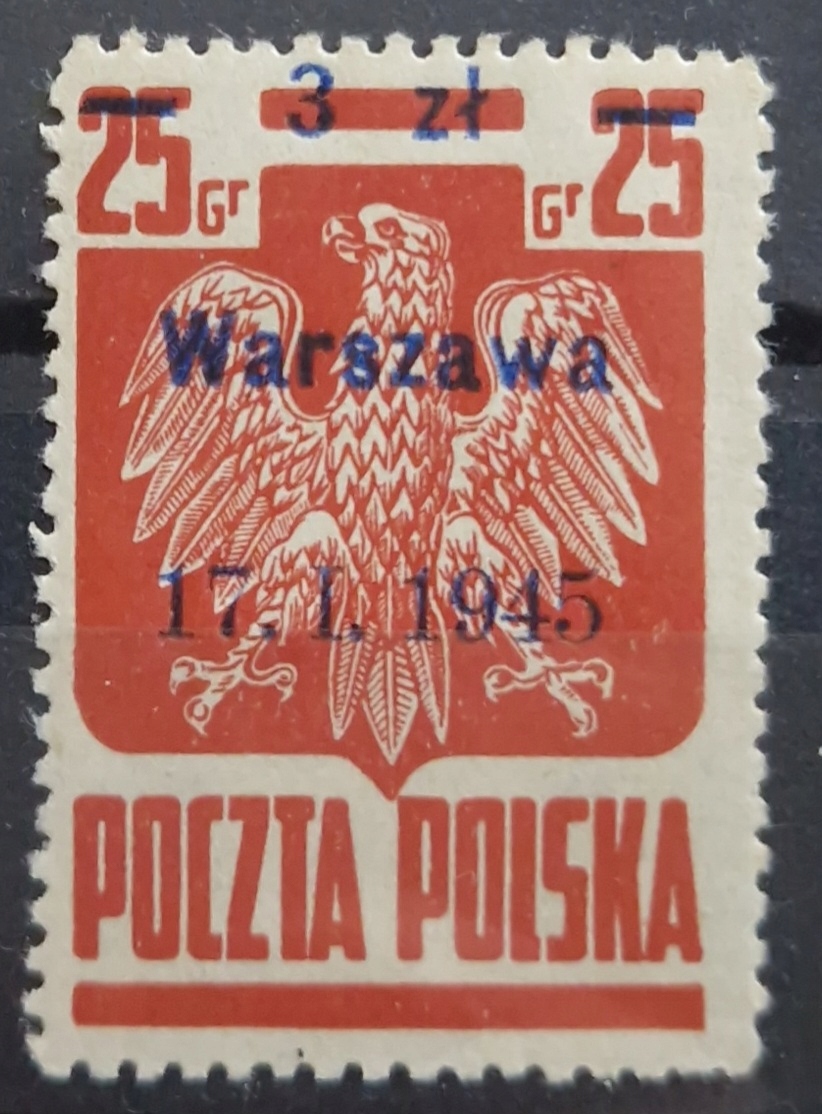 3 zł
25 Gr Gr 25
Warszawa
17. I. 1945
POCZTA POLSKA